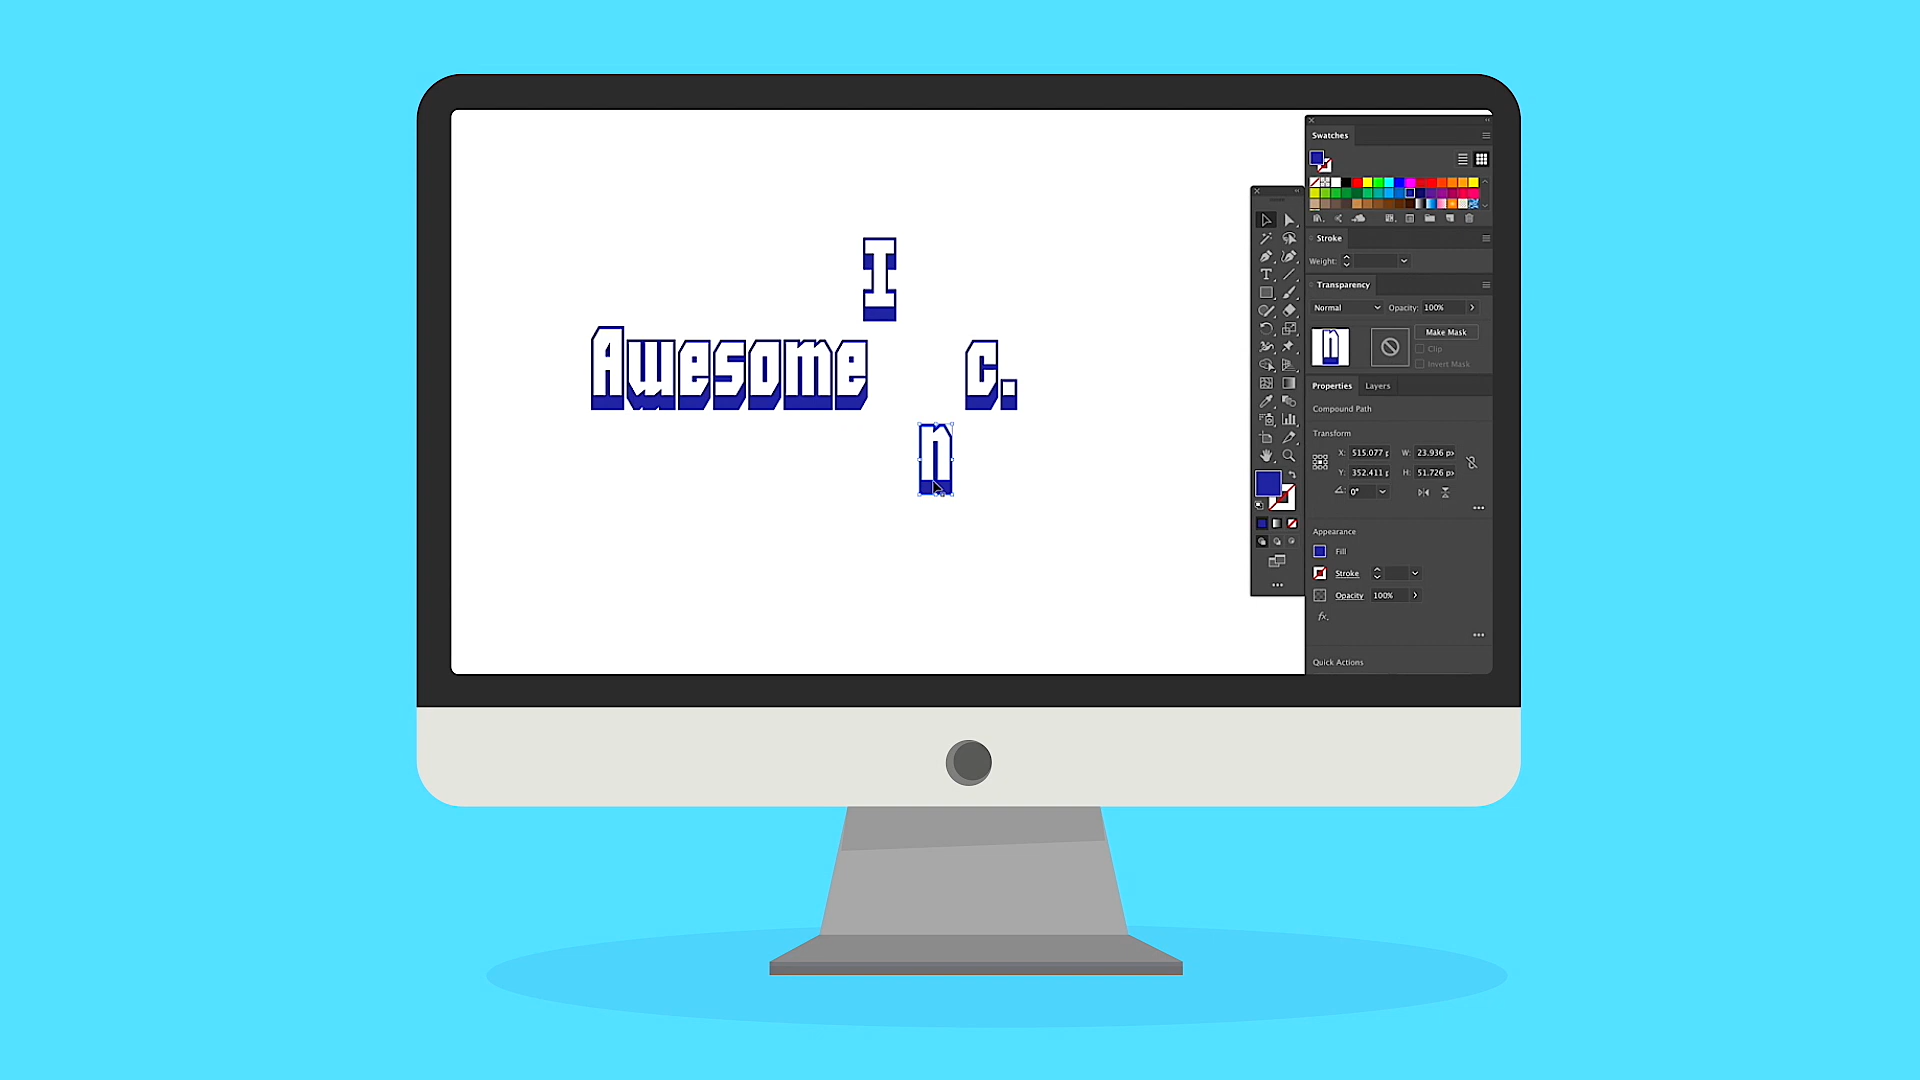 I
Awesome c.
n
Swatches
Stroke
Weight:
Transparency
Normal Opacity: 100%
n
Make Mask
Clip
Invert Mask
Properties Layers
Compound Path
Transform
X: 515.077 p W: 23.936 px
Y: 352.411 p H: 51.726 px
0°
Appearance
Fill
Stroke
Opacity 100%
fx.
Quick Actions